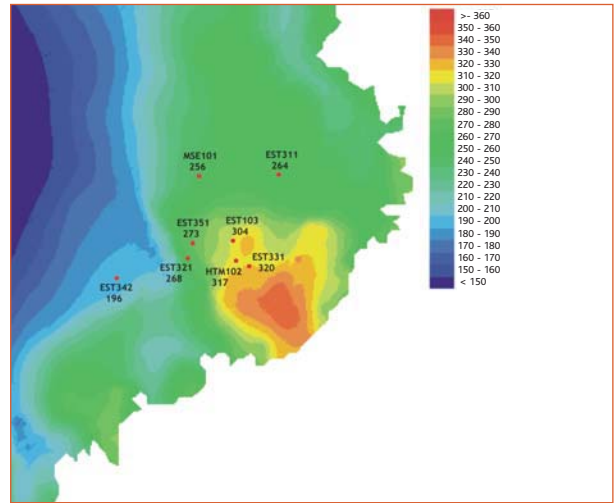 >- 360
350 - 360
340 - 350
330 - 340
320 - 330
310 - 320
300 - 310
290 - 300
280 - 290
270 - 280
260 - 270
250 - 260
240 - 250
230 - 240
220 - 230
210 - 220
200 - 210
190 - 200
180 - 190
170 - 180
160 - 170
150 - 160
< 150
MSE101
256
EST311
264
EST351
273
EST103
304
EST321
268
HTM102
317
EST331
320
EST342
196